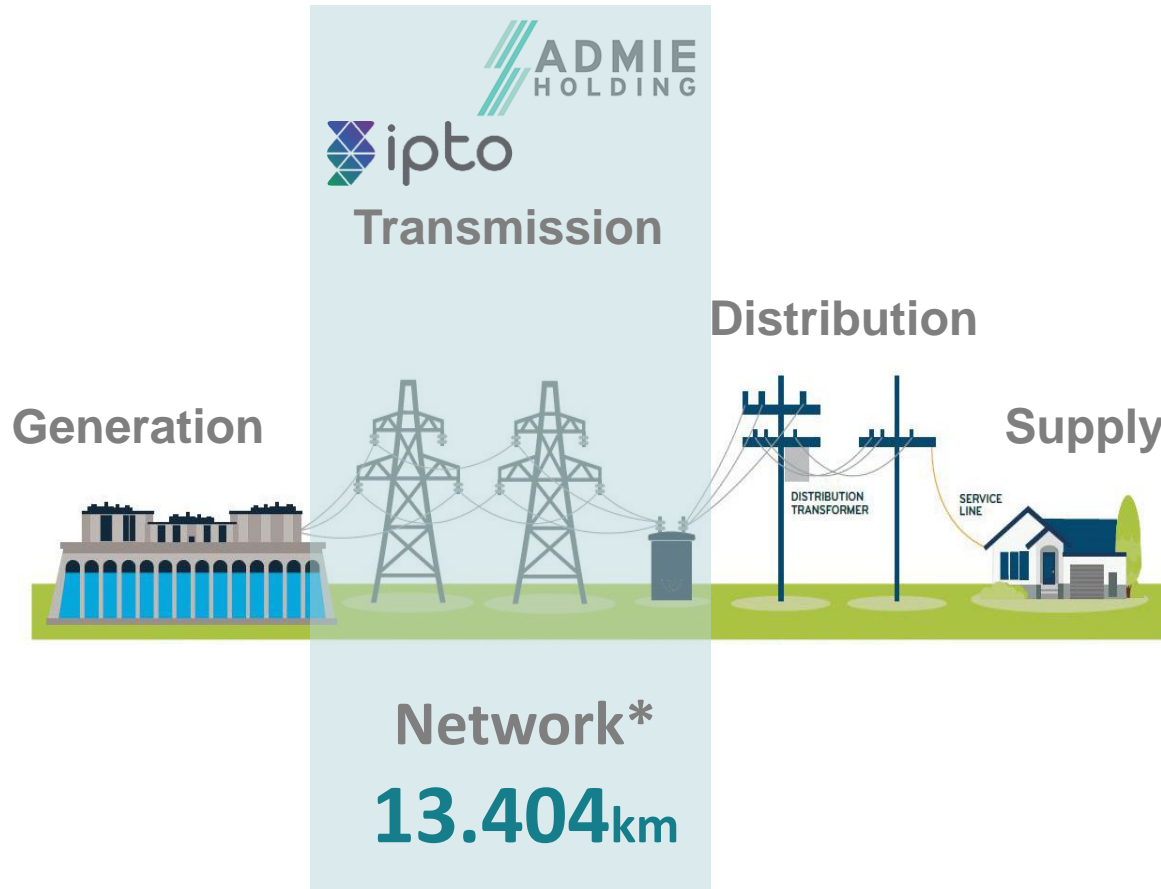 ADMIE
HOLDING
ipto
Transmission
Distribution
Generation
Supply
DISTRIBUTION
TRANSFORMER
SERVICE
LINE
Network*
13.404km